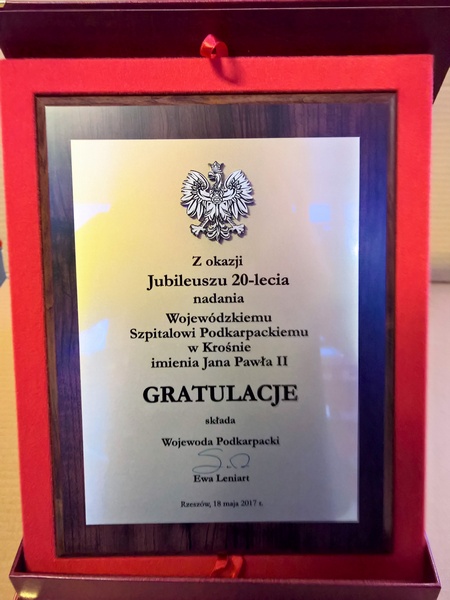 Z okazji
Jubileuszu 20-lecia
nadania
Wojewódzkiemu
Szpitalowi Podkarpackiemu
w Krośnie
imienia Jana Pawła II
GRATULACJE
składa
Wojewoda Podkarpacki
Ewa Leniart
Rzeszów, 18 maja 2017 r.